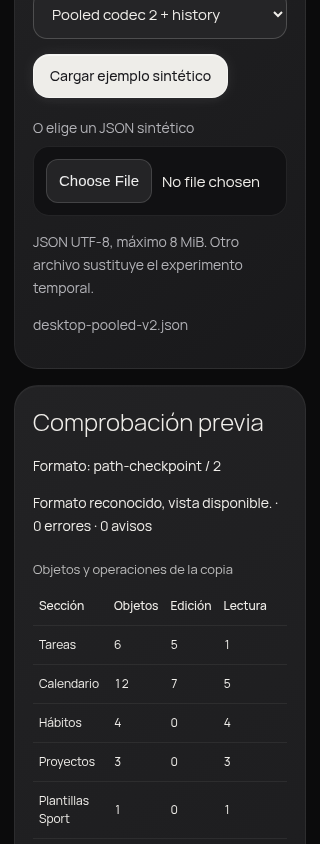 Pooled codec 2 + history
Cargar ejemplo sintético
O elige un JSON sintético
Choose File No file chosen
JSON UTF-8, máximo 8 MiB. Otro
archivo sustituye el experimento
temporal.
desktop-pooled-v2.json
Comprobación previa
Formato: path-checkpoint / 2
Formato reconocido, vista disponible. ·
0 errores · 0 avisos
Objetos y operaciones de la copia
Sección Objetos Edición Lectura
Tareas 6 5 1
Calendario 12 7 5
Hábitos 4 0 4
Proyectos 3 0 3
Plantillas
Sport 1 0 1